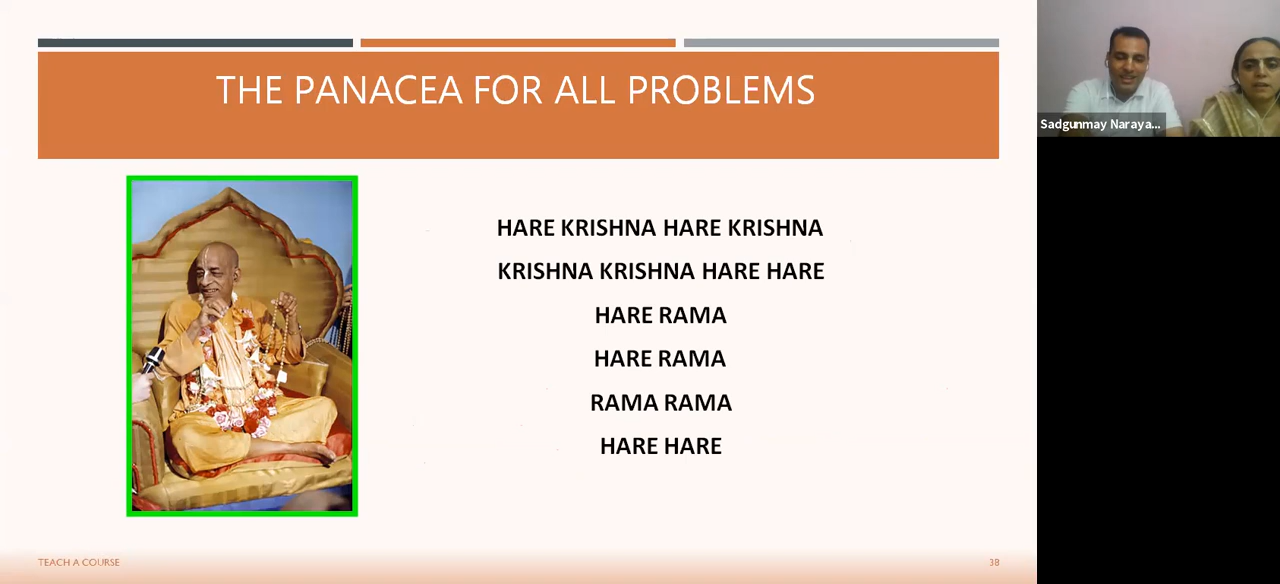 THE PANACEA FOR ALL PROBLEMS
HARE KRISHNA HARE KRISHNA
KRISHNA KRISHNA HARE HARE
HARE RAMA
HARE RAMA
RAMA RAMA
HARE HARE
TEACH A COURSE
38
Sadgunmay Naraya...